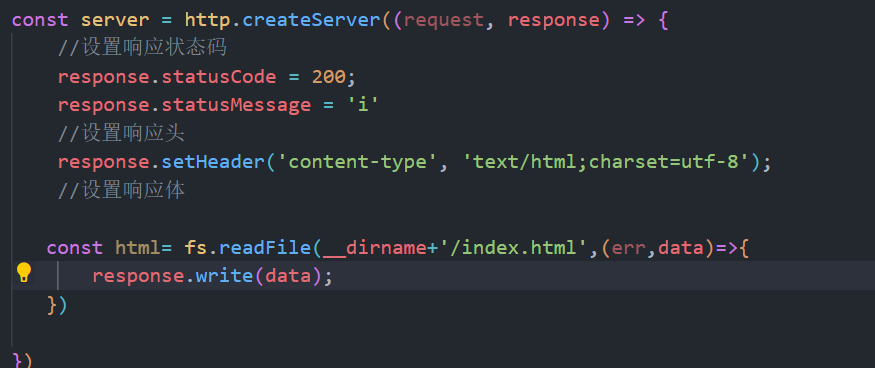 const server = http.createServer((request, response) => {
//设置响应状态码
response.statusCode = 200;
response.statusMessage = 'i'
//设置响应头
response.setHeader('content-type', 'text/html;charset=utf-8');
//设置响应体
const html= fs.readFile(__dirname+'/index.html',(err,data)=>{
response.write(data);
})
})